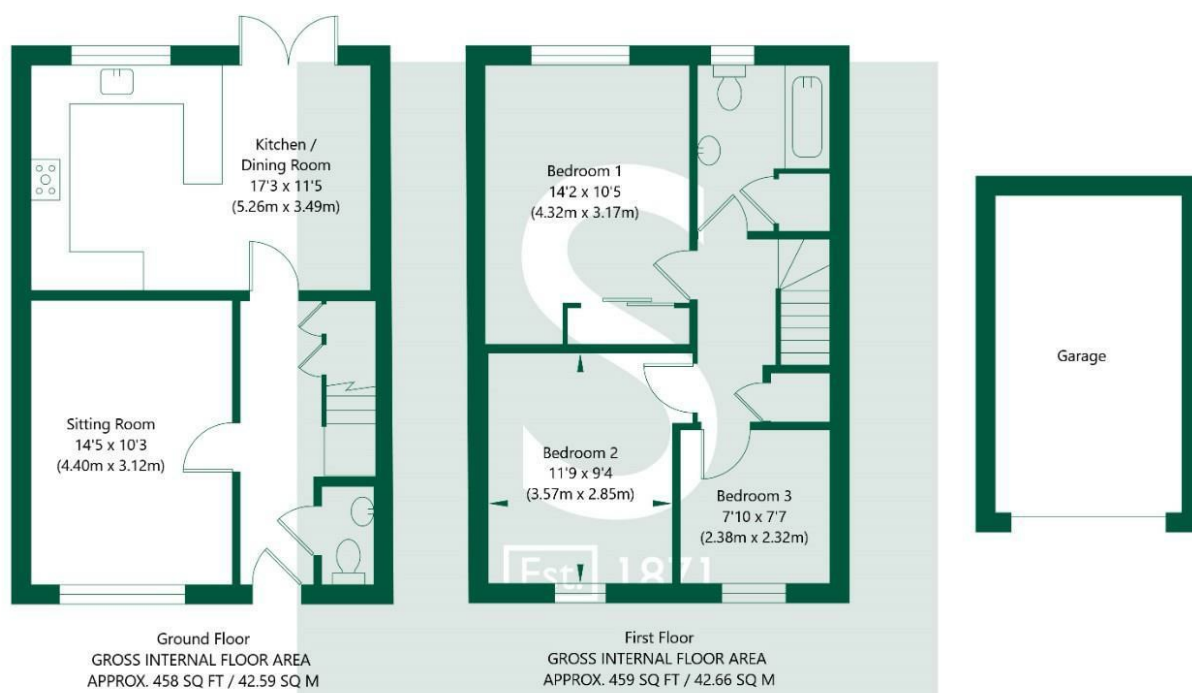 Kitchen /
Dining Room
17'3 x 11'5
(5.26m x 3.49m)
Sitting Room
14'5 x 10'3
(4.40m x 3.12m)
Ground Floor
GROSS INTERNAL FLOOR AREA
APPROX. 458 SQ FT / 42.59 SQ M
Bedroom 1
14'2 x 10'5
(4.32m x 3.17m)
Bedroom 2
11'9 x 9'4
(3.57m x 2.85m)
Bedroom 3
7'10 x 7'7
(2.38m x 2.32m)
S
Est. 1871
First Floor
GROSS INTERNAL FLOOR AREA
APPROX. 459 SQ FT / 42.66 SQ M
Garage